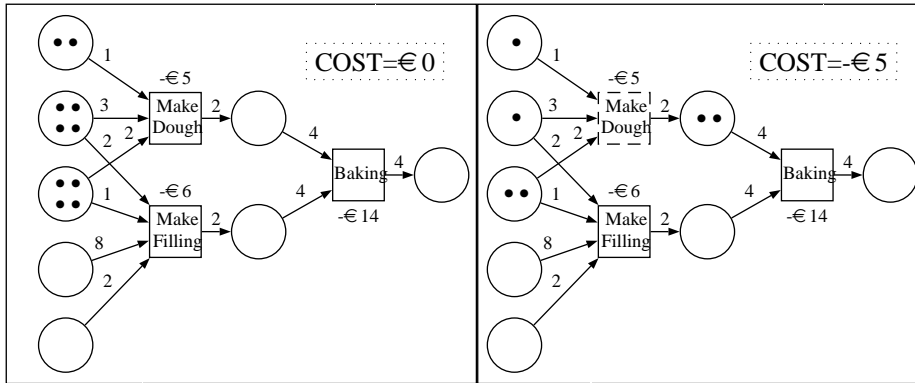 1
COST=€ 0
-€ 5
3
Make
Dough
2
2
2
4
Baking
4
-€ 14
1
-€ 6
4
Make
Filling
2
8
2
1
COST=-€ 5
-€ 5
3
Make
Dough
2
2
2
4
Baking
4
-€ 14
1
-€ 6
4
Make
Filling
2
8
2